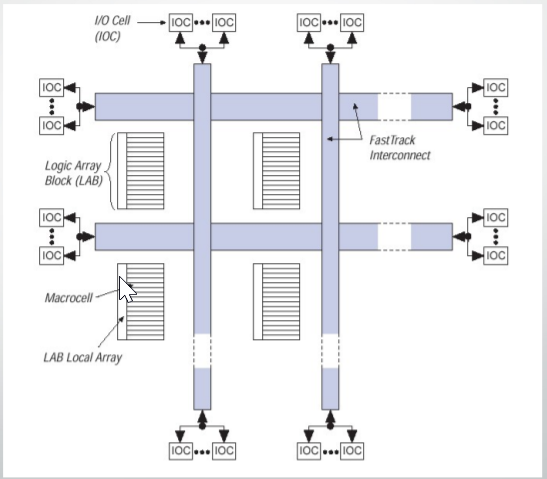 I/O Cell
(IOC)
IOC IOC IOC IOC
IOC IOC
IOC IOC
FastTrack
Interconnect
Logic Array
Block (LAB)
IOC IOC
IOC IOC
Macrocell
LAB Local Array
IOC IOC IOC IOC